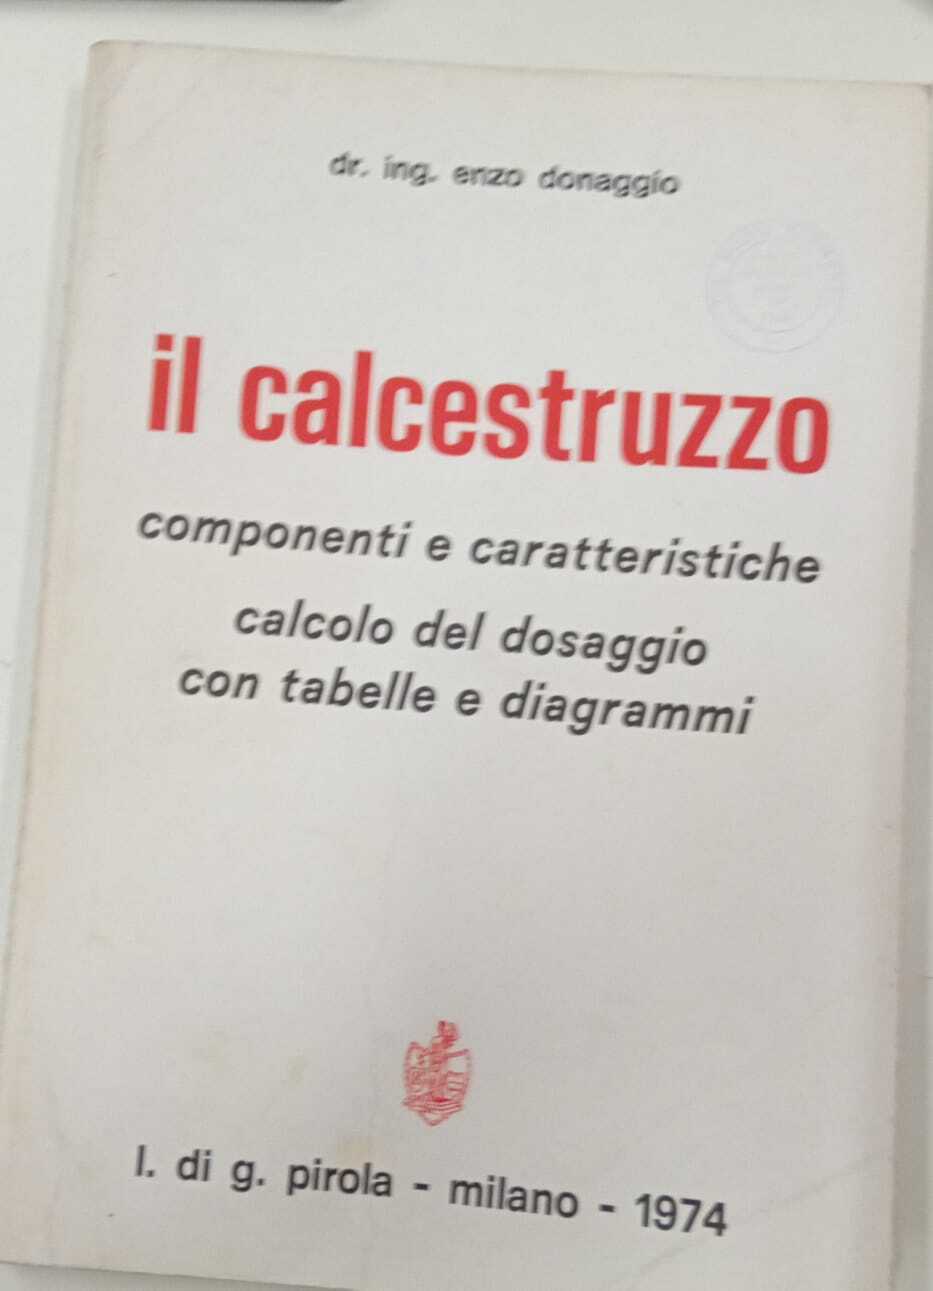 dr. ing. enzo donaggio
il calcestruzzo
componenti e caratteristiche
calcolo del dosaggio
con tabelle e diagrammi
l. di g. pirola - milano - 1974